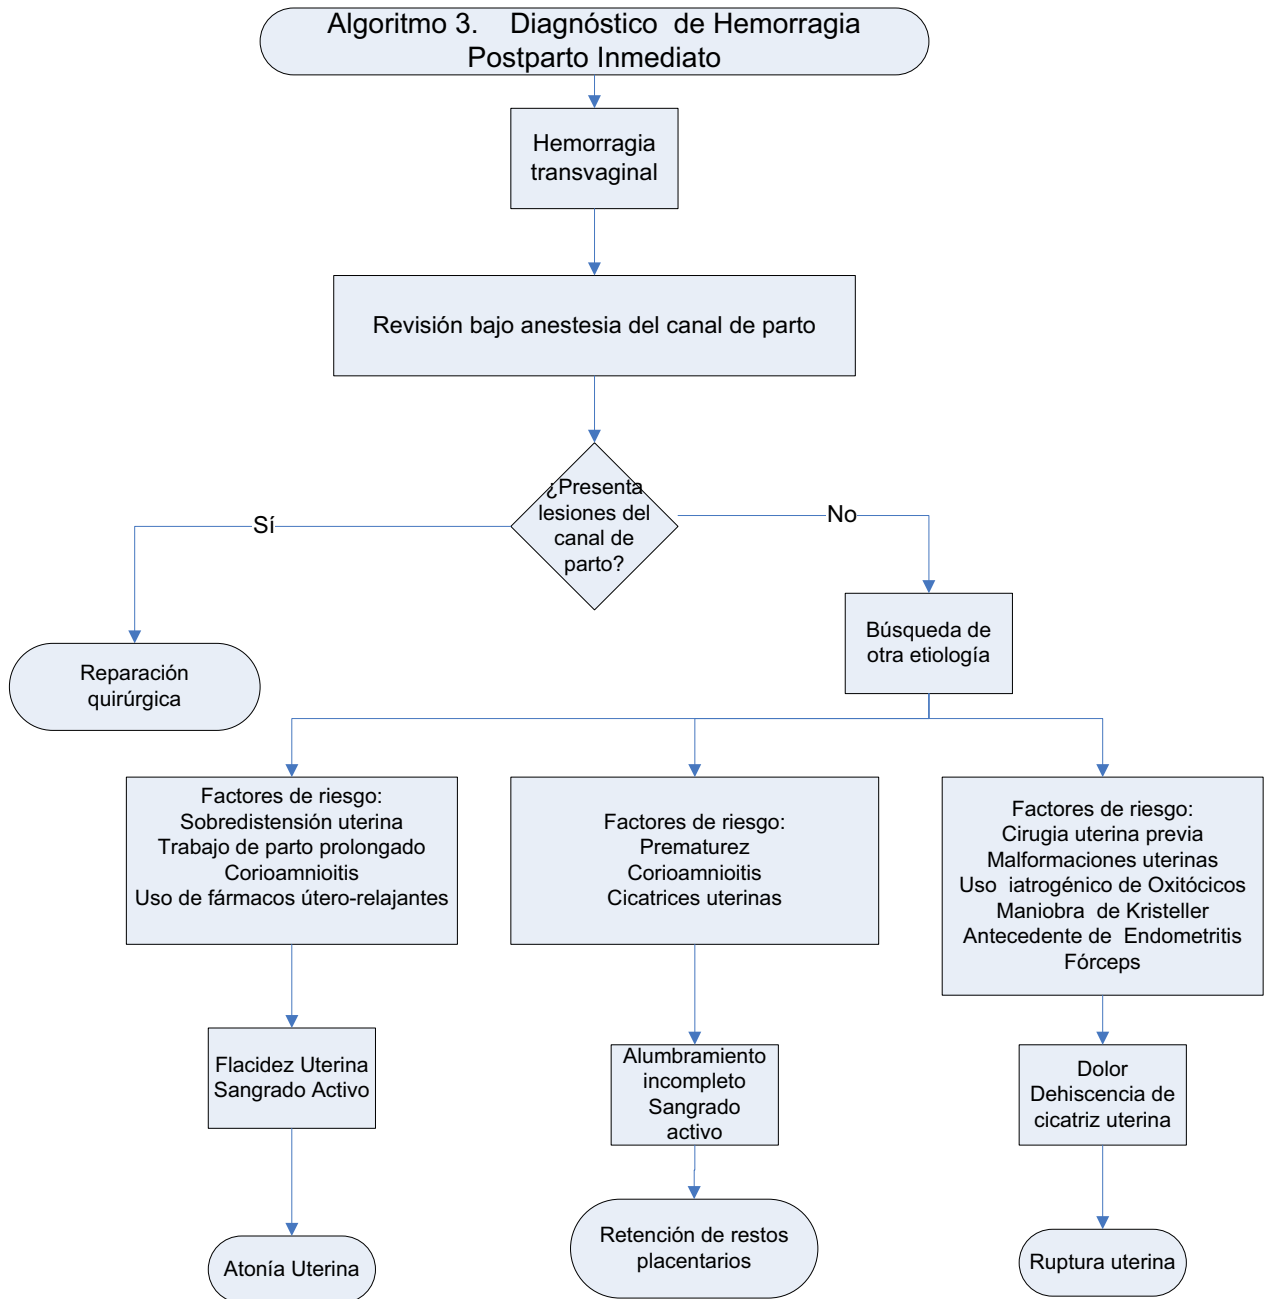 Algoritmo 3. Diagnóstico de Hemorragia
Postparto Inmediato
Hemorragia
transvaginal
Revisión bajo anestesia del canal de parto
¿Presenta
lesiones del
canal de
parto?
Sí
No
Reparación
quirúrgica
Búsqueda de
otra etiología
Factores de riesgo:
Sobredistensión uterina
Trabajo de parto prolongado
Corioamnioitis
Uso de fármacos útero-relajantes
Factores de riesgo:
Prematurez
Corioamnioitis
Cicatrices uterinas
Factores de riesgo:
Cirugia uterina previa
Malformaciones uterinas
Uso iatrogénico de Oxitócicos
Maniobra de Kristeller
Antecedente de Endometritis
Fórceps
Flacidez Uterina
Sangrado Activo
Alumbramiento
incompleto
Sangrado
activo
Dolor
Dehiscencia de
cicatriz uterina
Atonía Uterina
Retención de restos
placentarios
Ruptura uterina